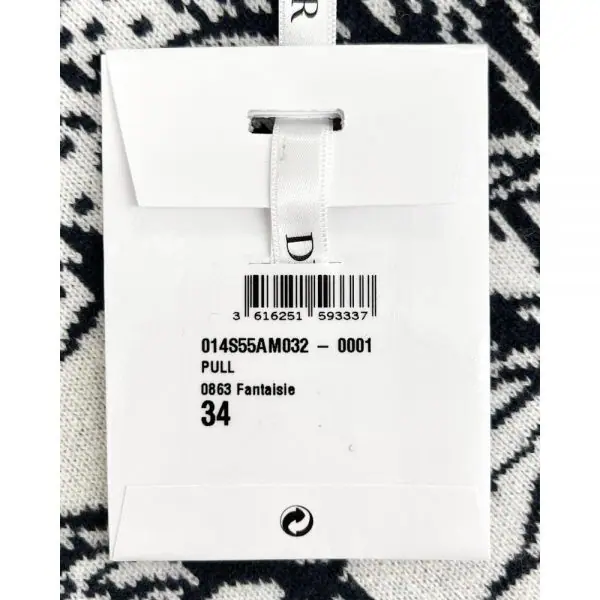 R
D
3 616251 593337
014S55AM032 - 0001
PULL
0863 Fantaisie
34